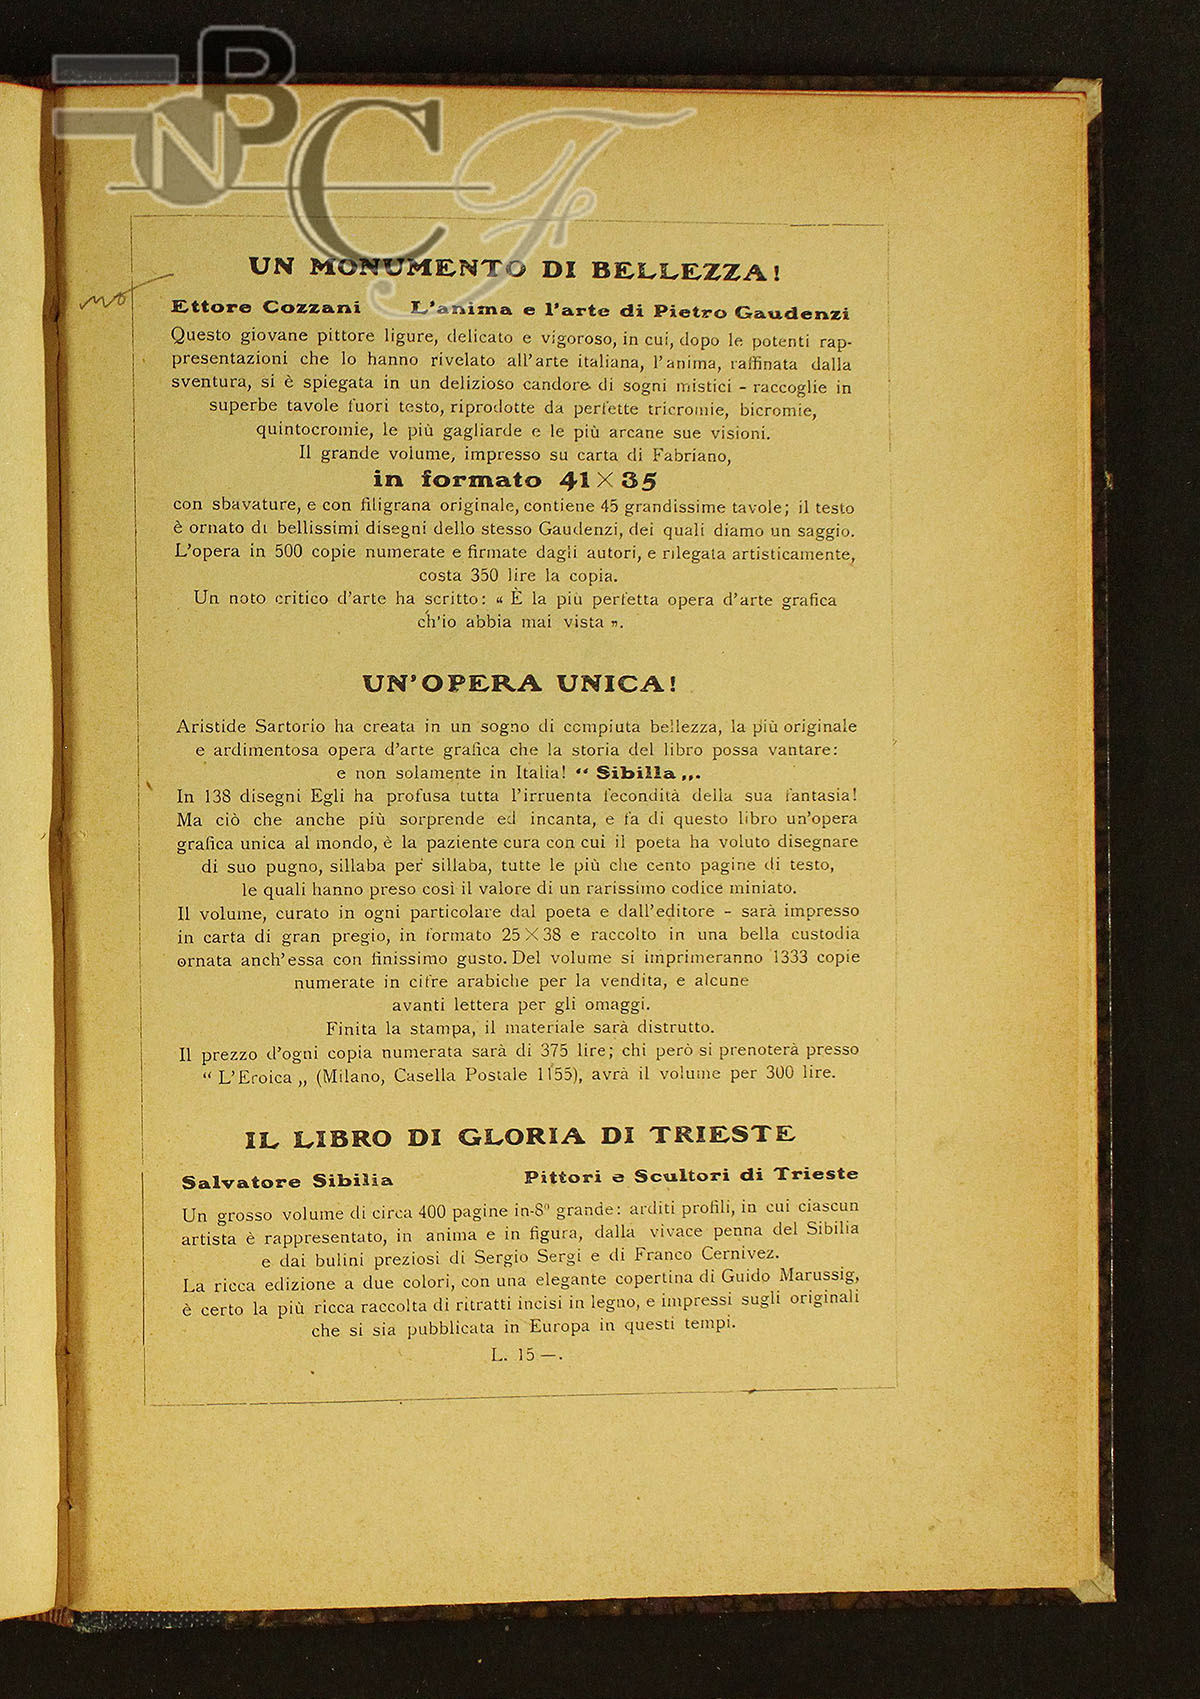 NBCF
UN MONUMENTO DI BELLEZZA!
Ettore Cozzani L'anima e l'arte di Pietro Gaudenzi
Questo giovane pittore ligure, delicato e vigoroso, in cui, dopo le potenti rap-
presentazioni che lo hanno rivelato all'arte italiana, l'anima, raffinata dalla
sventura, si è spiegata in un delizioso candore di sogni mistici - raccoglie in
superbe tavole fuori testo, riprodotte da perfette tricromie, bicromie,
quintocromie, le più gagliarde e le più arcane sue visioni.
Il grande volume, impresso su carta di Fabriano,
in formato 41 × 35
con sbavature, e con filigrana originale, contiene 45 grandissime tavole; il testo
è ornato di bellissimi disegni dello stesso Gaudenzi, dei quali diamo un saggio.
L'opera in 500 copie numerate e firmate dagli autori, e rilegata artisticamente,
costa 350 lire la copia.
Un noto critico d'arte ha scritto: « È la più perfetta opera d'arte grafica
ch'io abbia mai vista ».
UN'OPERA UNICA!
Aristide Sartorio ha creata in un sogno di compiuta bellezza, la più originale
e ardimentosa opera d'arte grafica che la storia del libro possa vantare:
e non solamente in Italia! “ Sibilla „.
In 138 disegni Egli ha profusa tutta l'irruenta fecondità della sua fantasia!
Ma ciò che anche più sorprende ed incanta, e fa di questo libro un'opera
grafica unica al mondo, è la paziente cura con cui il poeta ha voluto disegnare
di suo pugno, sillaba per sillaba, tutte le più che cento pagine di testo,
le quali hanno preso così il valore di un rarissimo codice miniato.
Il volume, curato in ogni particolare dal poeta e dall'editore - sarà impresso
in carta di gran pregio, in formato 25 × 38 e raccolto in una bella custodia
ornata anch'essa con finissimo gusto. Del volume si imprimeranno 1333 copie
numerate in cifre arabiche per la vendita, e alcune
avanti lettera per gli omaggi.
Finita la stampa, il materiale sarà distrutto.
Il prezzo d'ogni copia numerata sarà di 375 lire; chi però si prenoterà presso
“ L'Eroica „ (Milano, Casella Postale 1155), avrà il volume per 300 lire.
IL LIBRO DI GLORIA DI TRIESTE
Salvatore Sibilia Pittori e Scultori di Trieste
Un grosso volume di circa 400 pagine in-8° grande: arditi profili, in cui ciascun
artista è rappresentato, in anima e in figura, dalla vivace penna del Sibilia
e dai bulini preziosi di Sergio Sergi e di Franco Cernivez.
La ricca edizione a due colori, con una elegante copertina di Guido Marussig,
è certo la più ricca raccolta di ritratti incisi in legno, e impressi sugli originali
che si sia pubblicata in Europa in questi tempi.
L. 15 —.